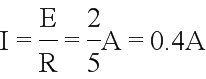 I = E/R = 2/5 A = 0.4A